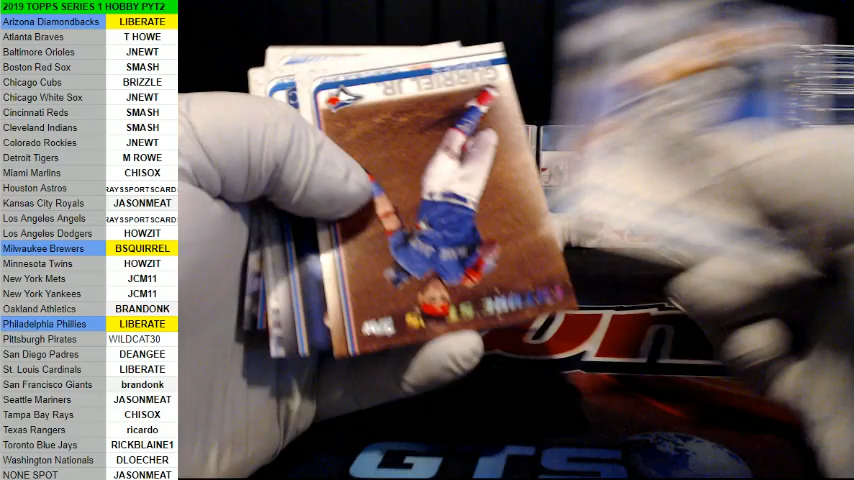 2019 TOPPS SERIES 1 HOBBY PYT2
Arizona Diamondbacks LIBERATE
Atlanta Braves T HOWE
Baltimore Orioles JNEWT
Boston Red Sox SMASH
Chicago Cubs BRIZZLE
Chicago White Sox JNEWT
Cincinnati Reds SMASH
Cleveland Indians SMASH
Colorado Rockies JNEWT
Detroit Tigers M ROWE
Miami Marlins CHISOX
Houston Astros RAYSSPORTSCARD
Kansas City Royals JASONMEAT
Los Angeles Angels RAYSSPORTSCARD
Los Angeles Dodgers HOWZIT
Milwaukee Brewers BSQUIRREL
Minnesota Twins HOWZIT
New York Mets JCM11
New York Yankees JCM11
Oakland Athletics BRANDONK
Philadelphia Phillies LIBERATE
Pittsburgh Pirates WILDCAT30
San Diego Padres DEANGEE
St. Louis Cardinals LIBERATE
San Francisco Giants brandonk
Seattle Mariners JASONMEAT
Tampa Bay Rays CHISOX
Texas Rangers ricardo
Toronto Blue Jays RICKBLAINE1
Washington Nationals DLOECHER
NONE SPOT JASONMEAT
GURRIEL JR.
FUTURE STARS
un
GTS